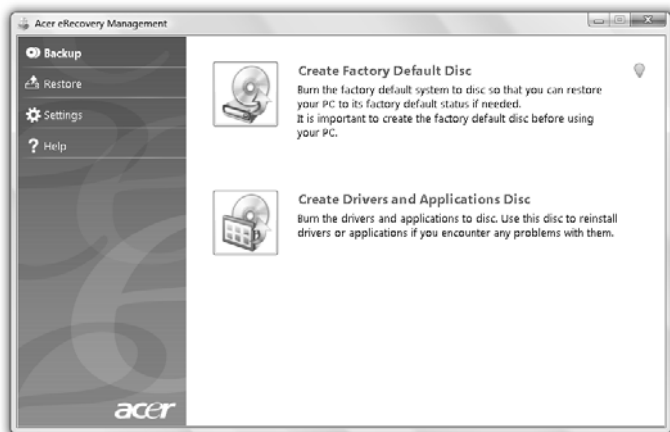 Acer eRecovery Management
Backup
Restore
Settings
? Help
Create Factory Default Disc
Burn the factory default system to disc so that you can restore
your PC to its factory default status if needed.
It is important to create the factory default disc before using
your PC.
Create Drivers and Applications Disc
Burn the drivers and applications to disc. Use this disc to reinstall
drivers or applications if you encounter any problems with them.
acer